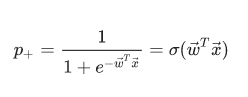 p₊ = 1 / (1 + e^{-w⃗ᵀx⃗}) = σ(w⃗ᵀx⃗)